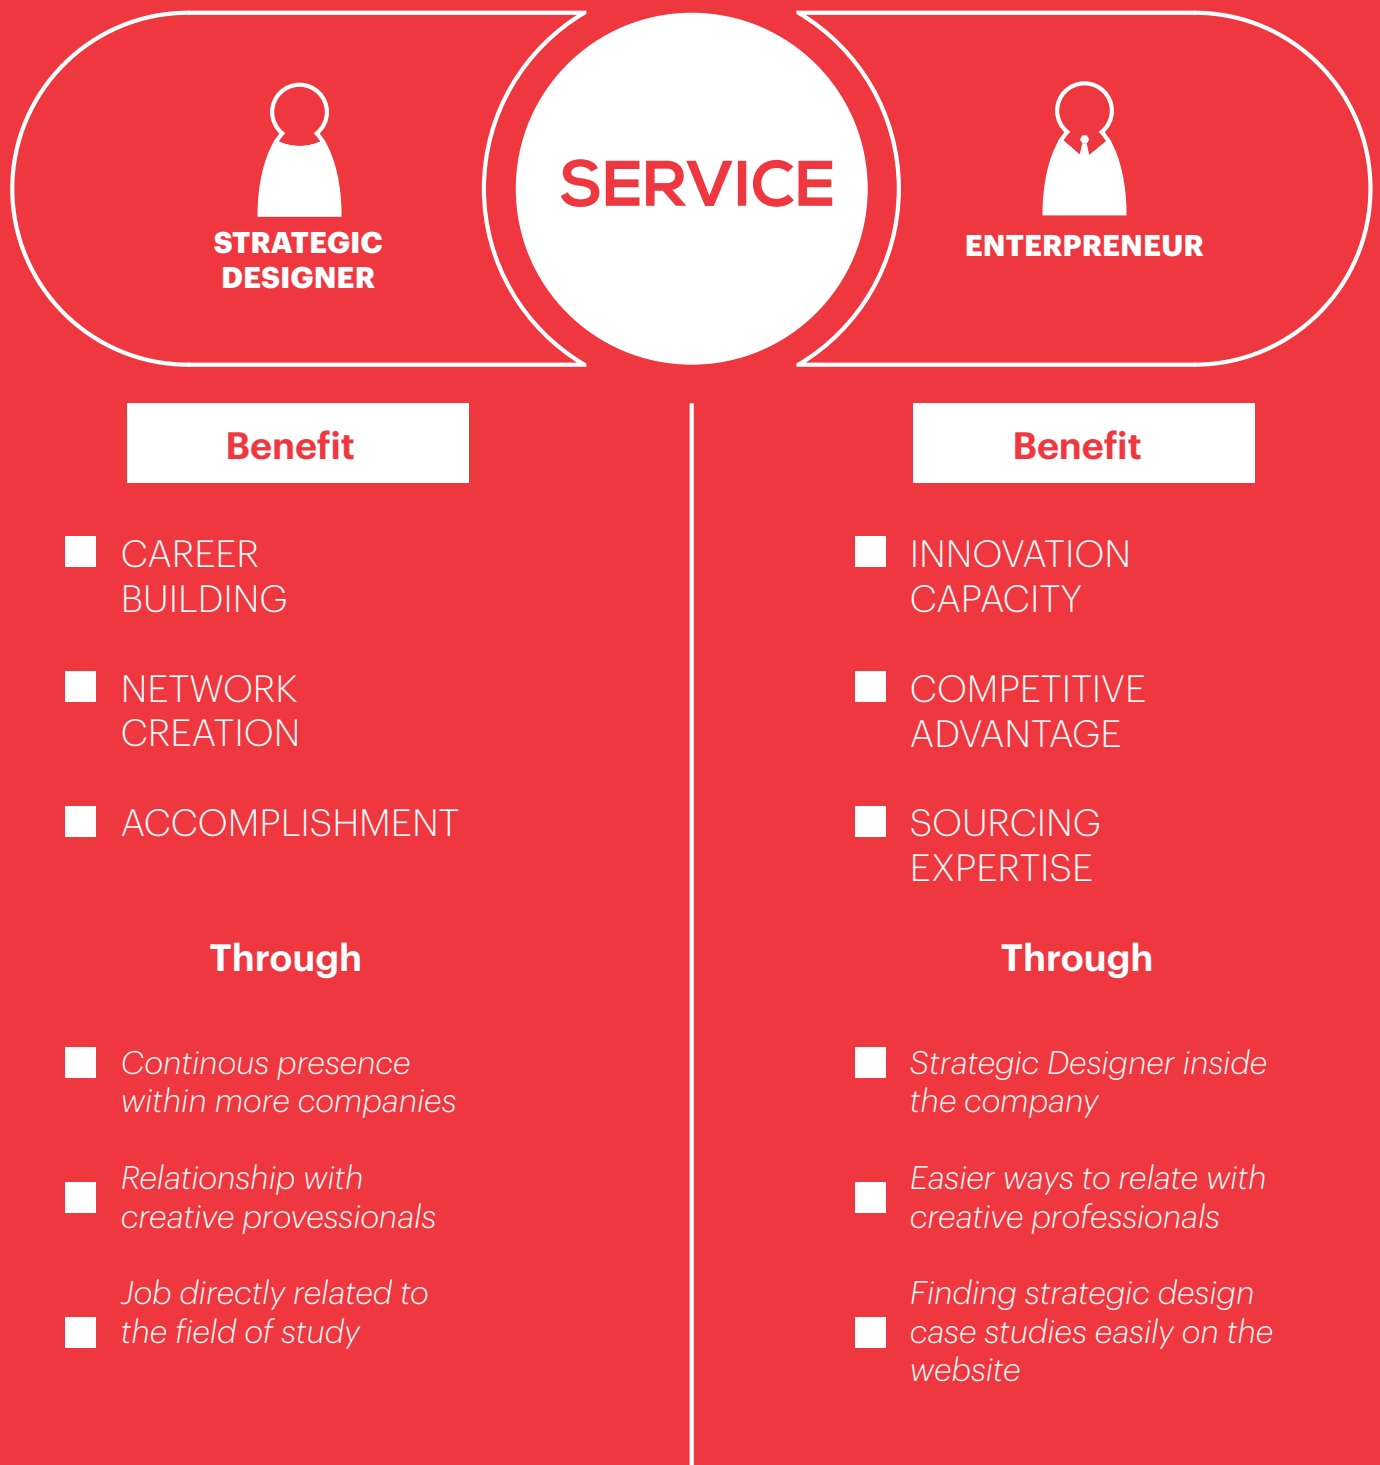 STRATEGIC
DESIGNER
SERVICE
ENTERPRENEUR
Benefit
CAREER
BUILDING
NETWORK
CREATION
ACCOMPLISHMENT
Through
Continous presence
within more companies
Relationship with
creative provessionals
Job directly related to
the field of study
Benefit
INNOVATION
CAPACITY
COMPETITIVE
ADVANTAGE
SOURCING
EXPERTISE
Through
Strategic Designer inside
the company
Easier ways to relate with
creative professionals
Finding strategic design
case studies easily on the
website